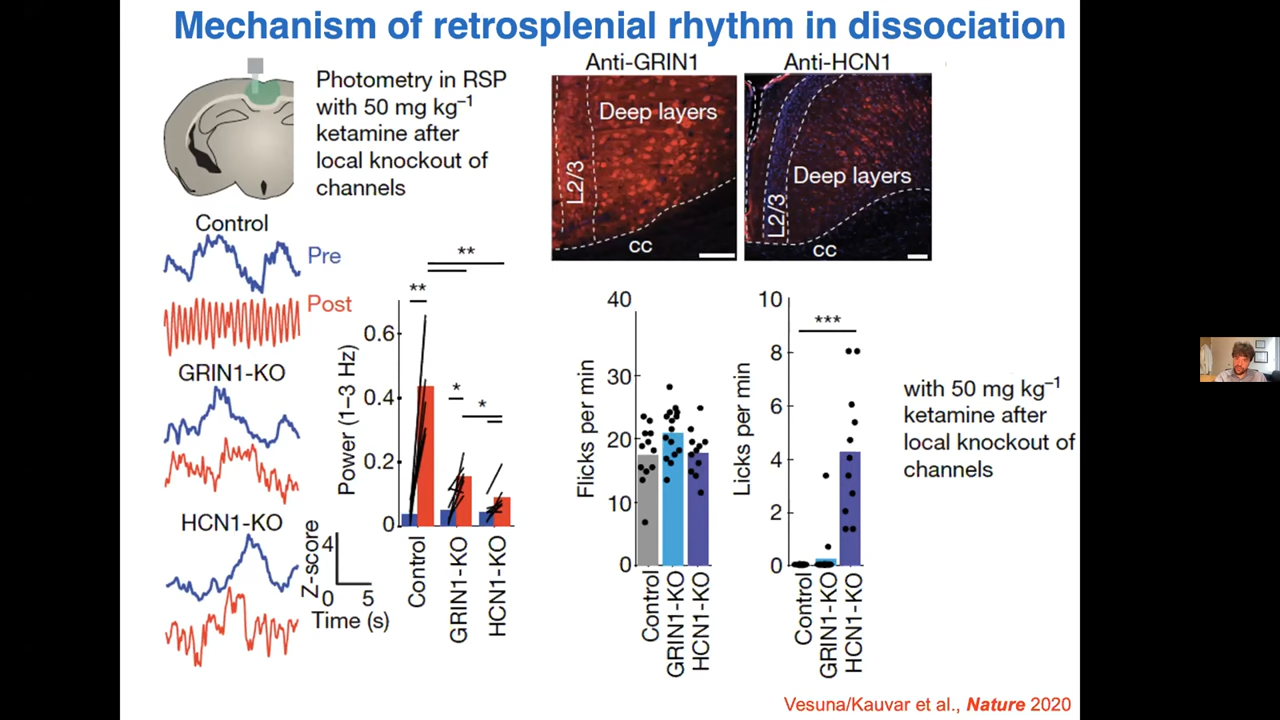 Mechanism of retrosplenial rhythm in dissociation
Photometry in RSP
with 50 mg kg⁻¹
ketamine after
local knockout of
channels
Anti-GRIN1
Deep layers
L2/3
cc
Anti-HCN1
Deep layers
L2/3
cc
Control
Pre
Post
GRIN1-KO
HCN1-KO
Z-score
4
0
5
Time (s)
Power (1–3 Hz)
0.6
0.4
0.2
0
**
**
*
*
Control
GRIN1-KO
HCN1-KO
Flicks per min
40
30
20
10
0
Control
GRIN1-KO
HCN1-KO
Licks per min
10
8
6
4
2
0
***
Control
GRIN1-KO
HCN1-KO
with 50 mg kg⁻¹
ketamine after
local knockout of
channels
Vesuna/Kauvar et al., Nature 2020